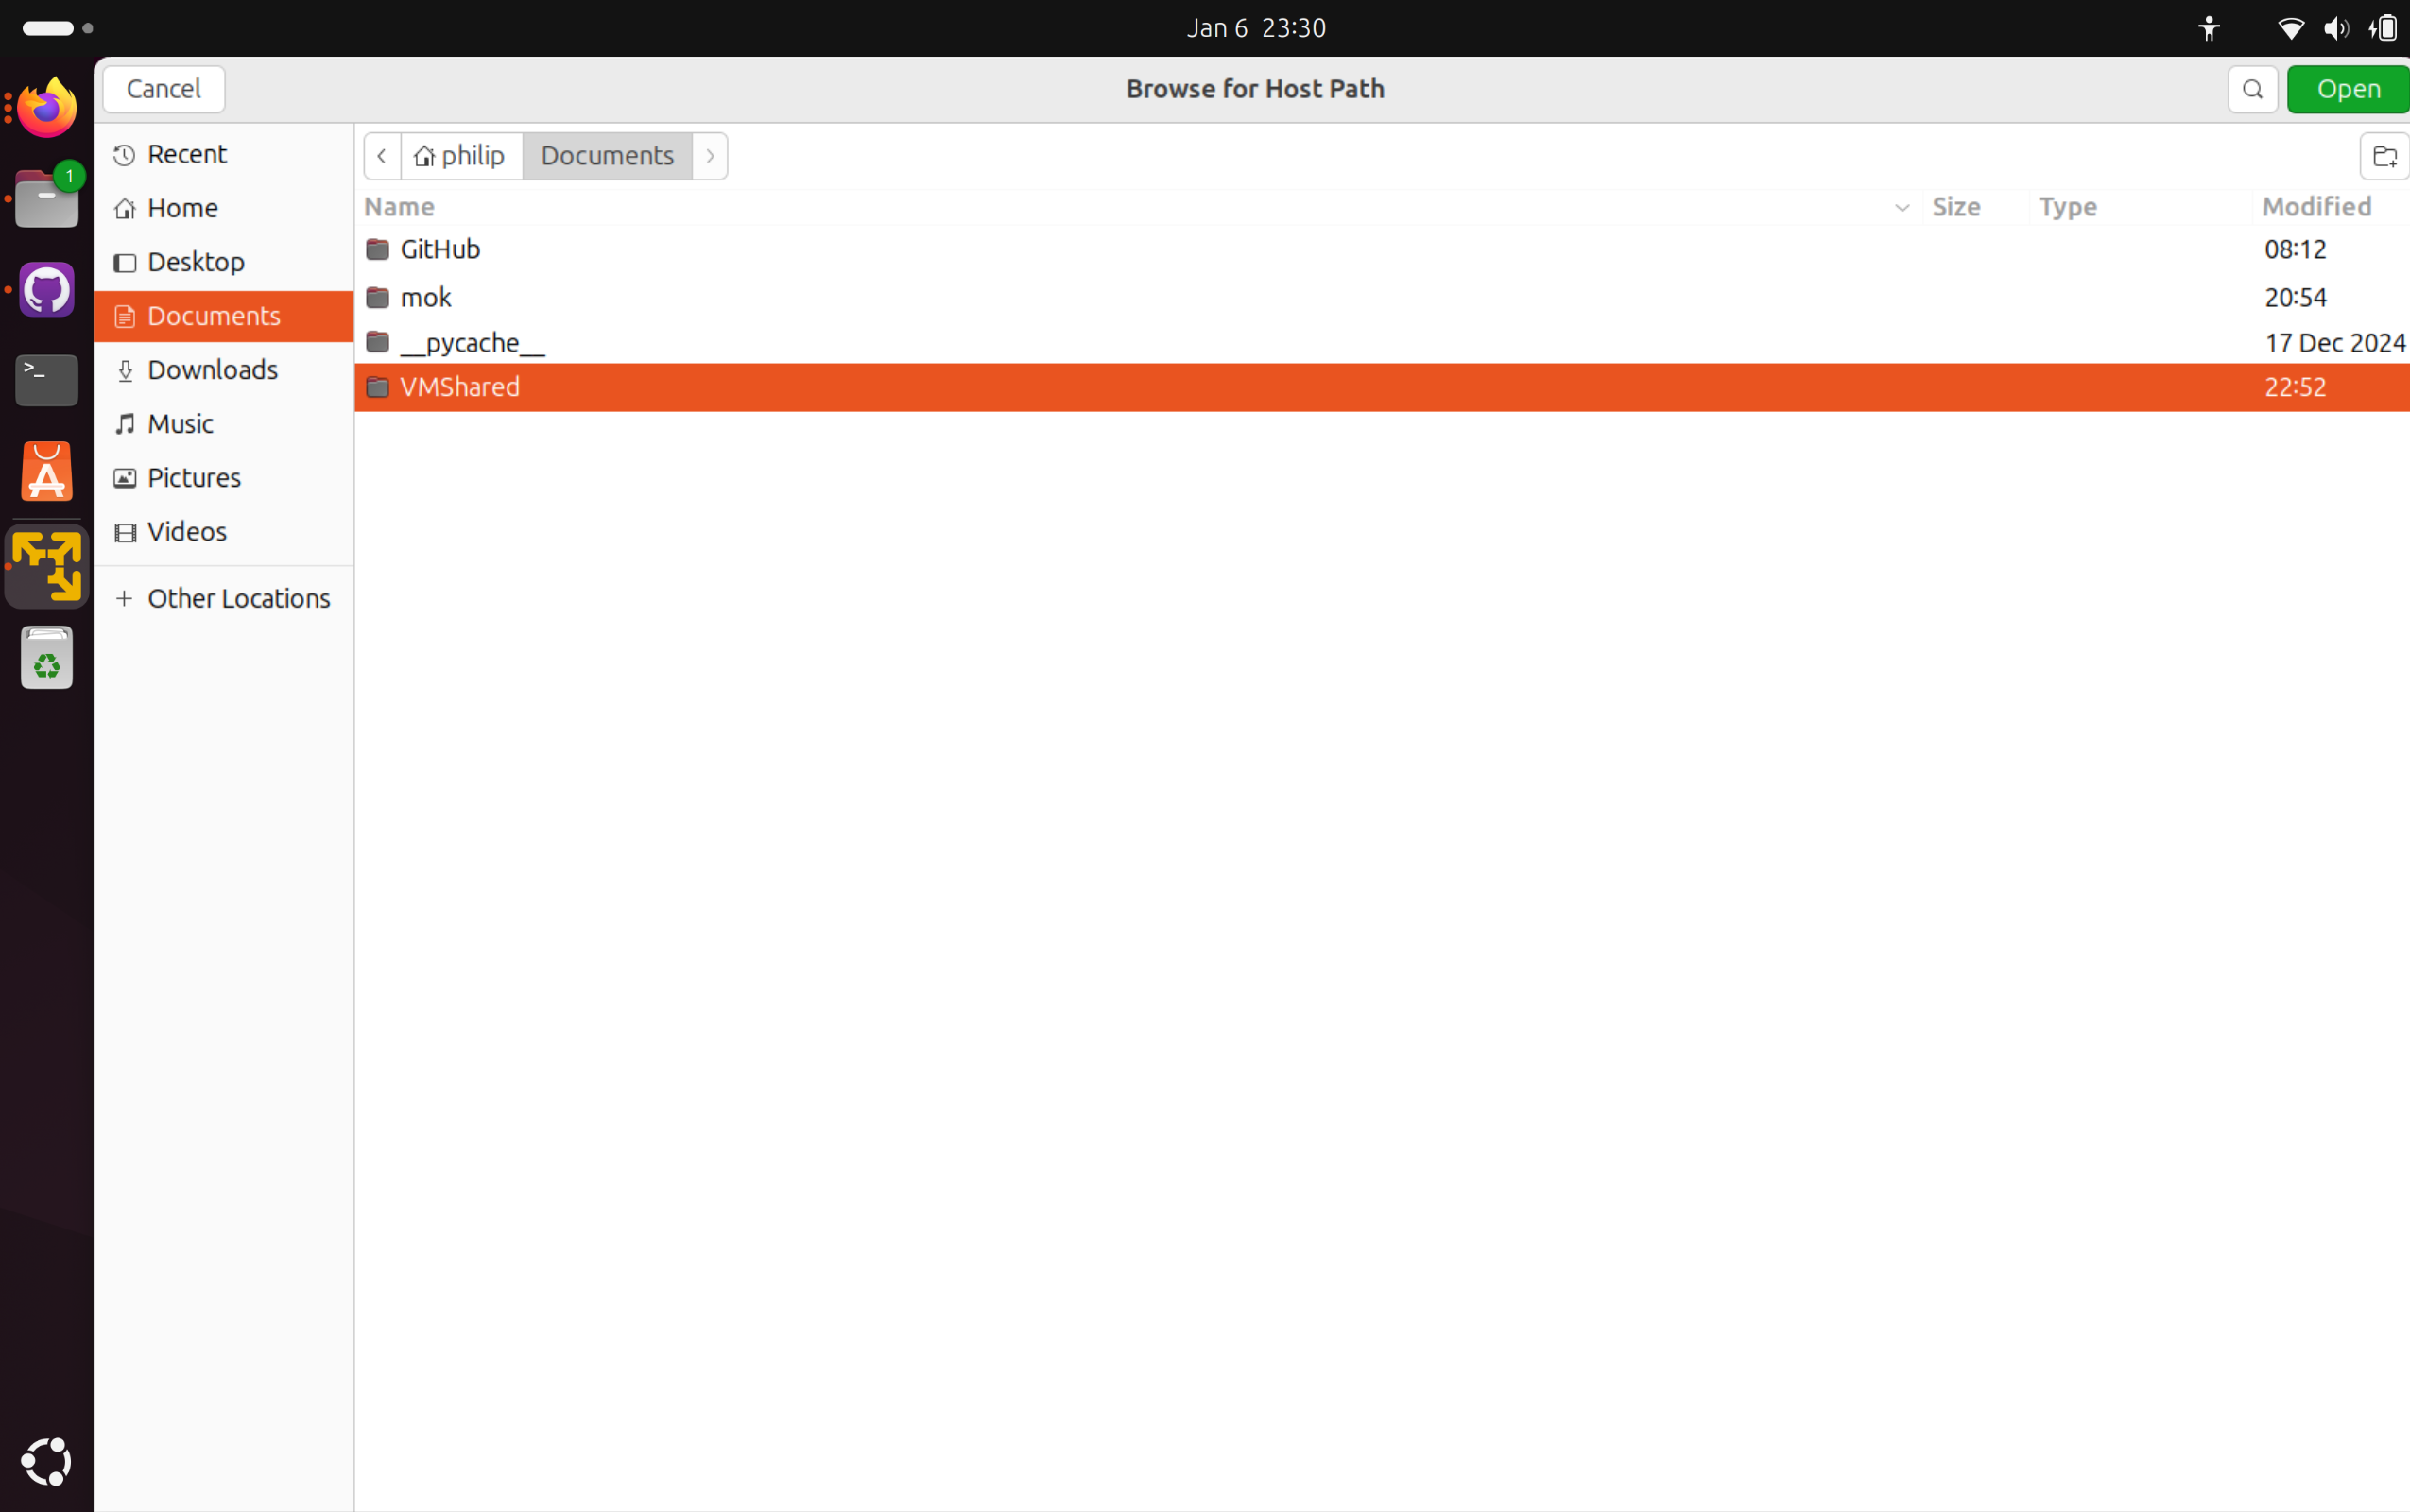 Jan 6 23:30
Cancel
Browse for Host Path
Open
1
>_
Recent
Home
Desktop
Documents
Downloads
Music
Pictures
Videos
+ Other Locations
philip
Documents
Name
Size
Type
Modified
GitHub
08:12
mok
20:54
__pycache__
17 Dec 2024
VMShared
22:52